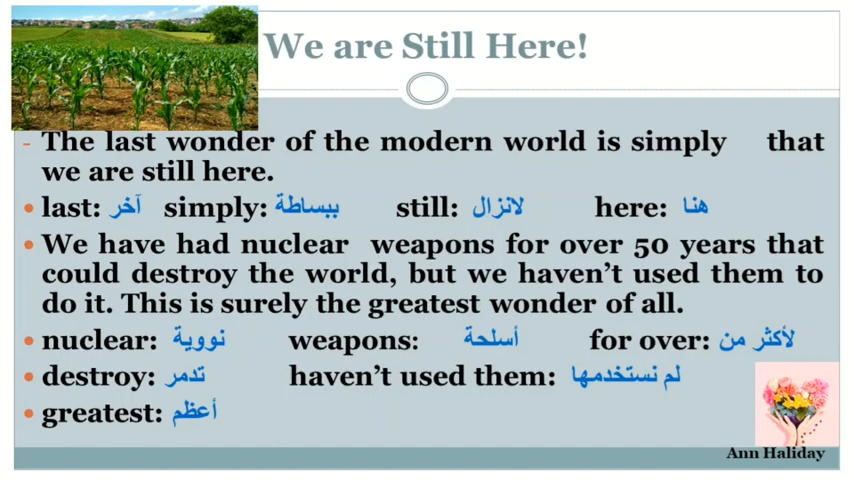 We are Still Here!
- The last wonder of the modern world is simply that
we are still here.
• last: آخر simply: ببساطة still: لانزال here: هنا
• We have had nuclear weapons for over 50 years that
could destroy the world, but we haven't used them to
do it. This is surely the greatest wonder of all.
• nuclear: نووية weapons: أسلحة for over: لأكثر من
• destroy: تدمر haven't used them: لم نستخدمها
• greatest: أعظم
Ann Haliday